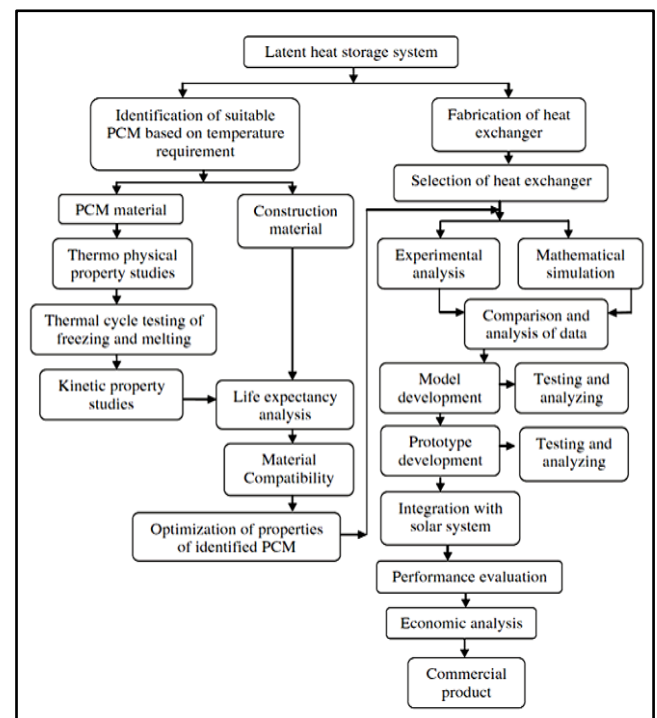 Latent heat storage system
Identification of suitable
PCM based on temperature
requirement
Fabrication of heat
exchanger
Selection of heat exchanger
PCM material
Construction
material
Thermo physical
property studies
Experimental
analysis
Mathematical
simulation
Thermal cycle testing of
freezing and melting
Comparison and
analysis of data
Kinetic property
studies
Life expectancy
analysis
Model
development
Testing and
analyzing
Material
Compatibility
Prototype
development
Testing and
analyzing
Optimization of properties
of identified PCM
Integration with
solar system
Performance evaluation
Economic analysis
Commercial
product